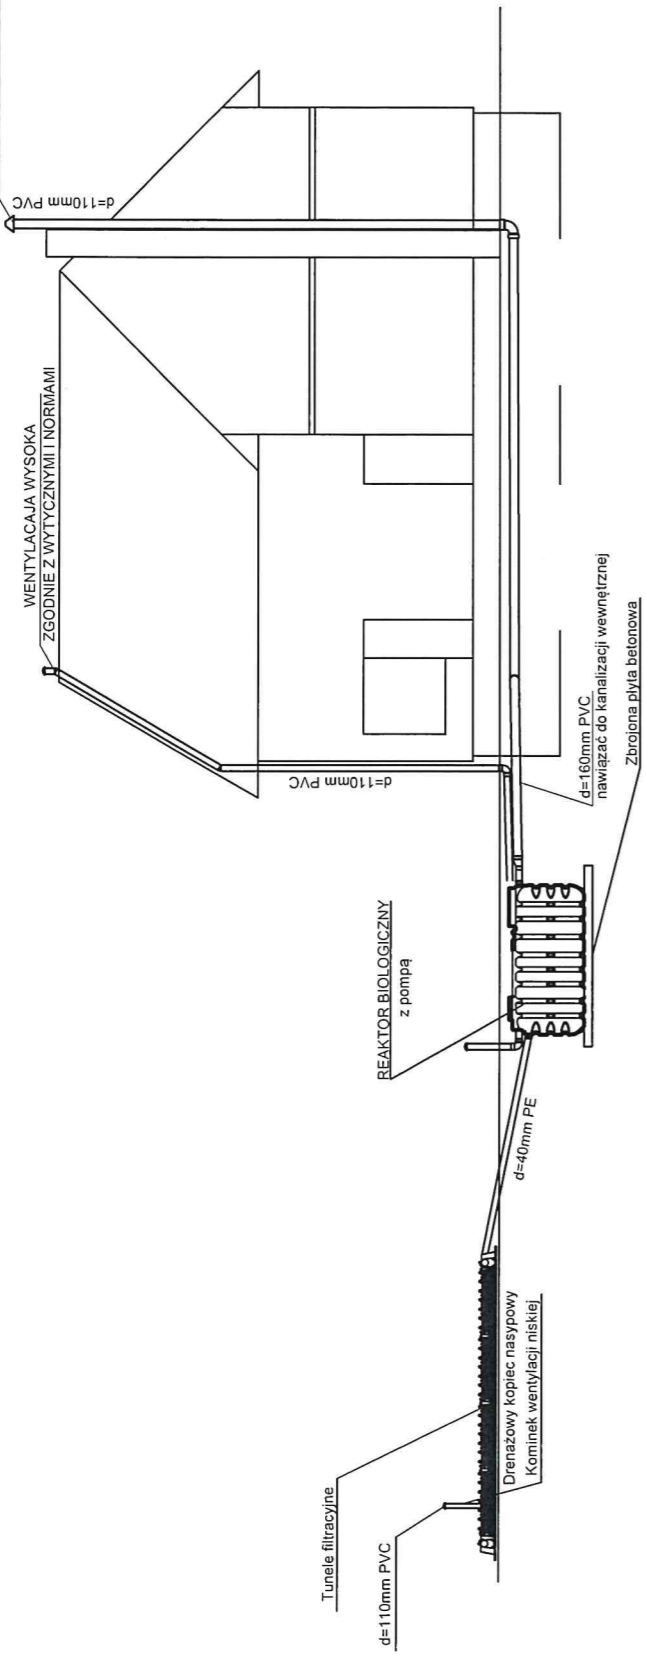 d=110mm PVC
WENTYLACAJA WYSOKA
ZGODNIE Z WYTYCZNYMI I NORMAMI
d=110mm PVC
d=160mm PVC
nawiązać do kanalizacji wewnętrznej
Zbrojona płyta betonowa
REAKTOR BIOLOGICZNY
z pompą
d=40mm PE
Drenażowy kopiec nasypowy
Kominek wentylacji niskiej
Tunele filtracyjne
d=110mm PVC